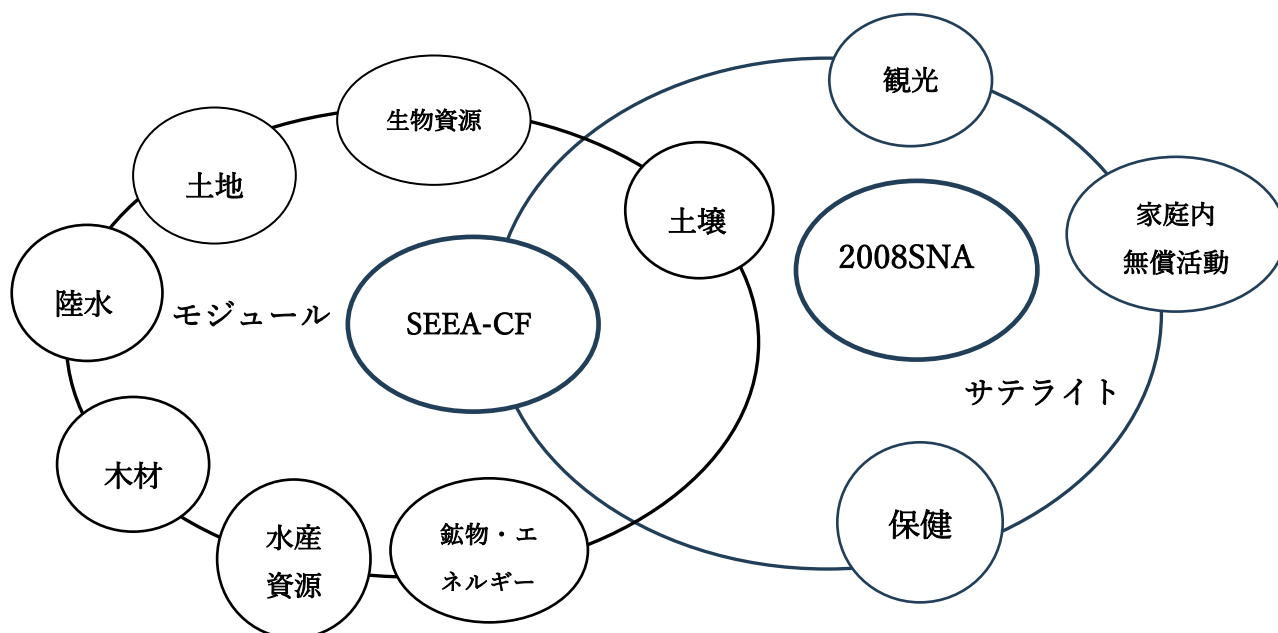 観光
生物資源
土地
土壌
家庭内
無償活動
2008SNA
陸水
モジュール
SEEA-CF
サテライト
木材
水産
資源
鉱物・エ
ネルギー
保健